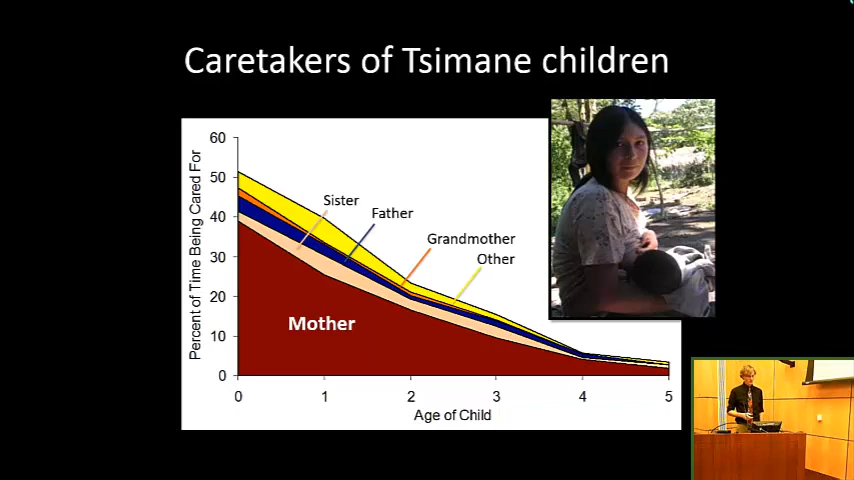 Caretakers of Tsimane children
Percent of Time Being Cared For
60
50
40
30
20
10
0
Sister
Father
Grandmother
Other
Mother
0 1 2 3 4 5
Age of Child